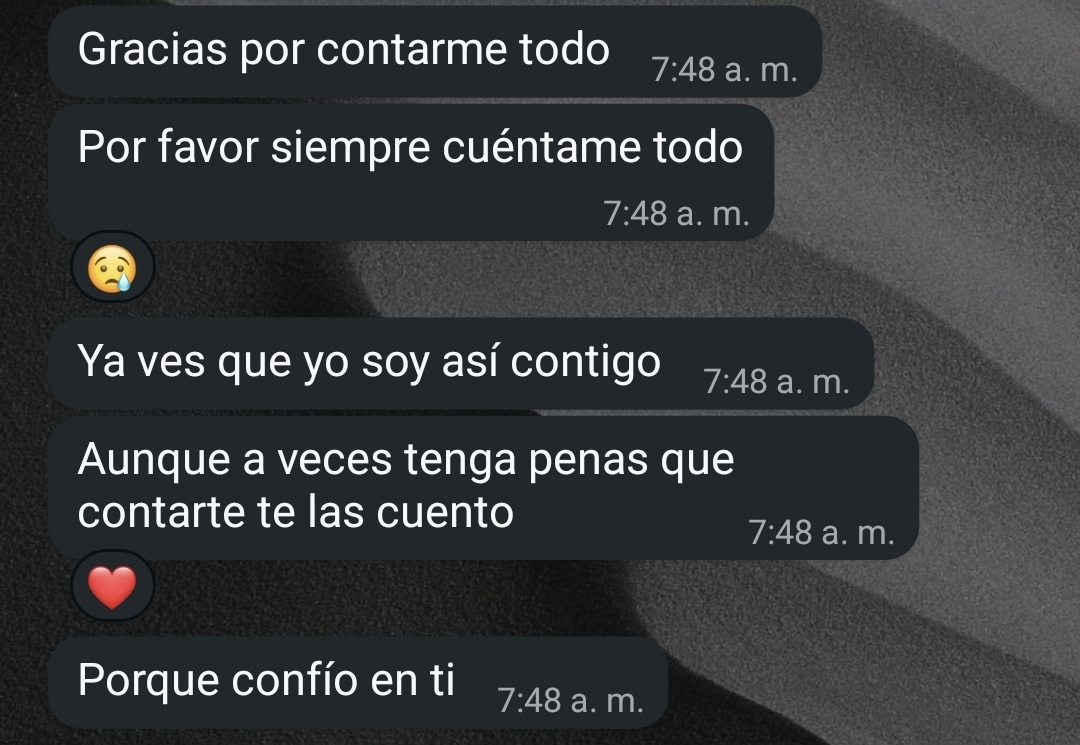 Gracias por contarme todo 7:48 a. m.
Por favor siempre cuéntame todo
7:48 a. m.
😢
Ya ves que yo soy así contigo 7:48 a. m.
Aunque a veces tenga penas que
contarte te las cuento 7:48 a. m.
❤️
Porque confío en ti 7:48 a. m.